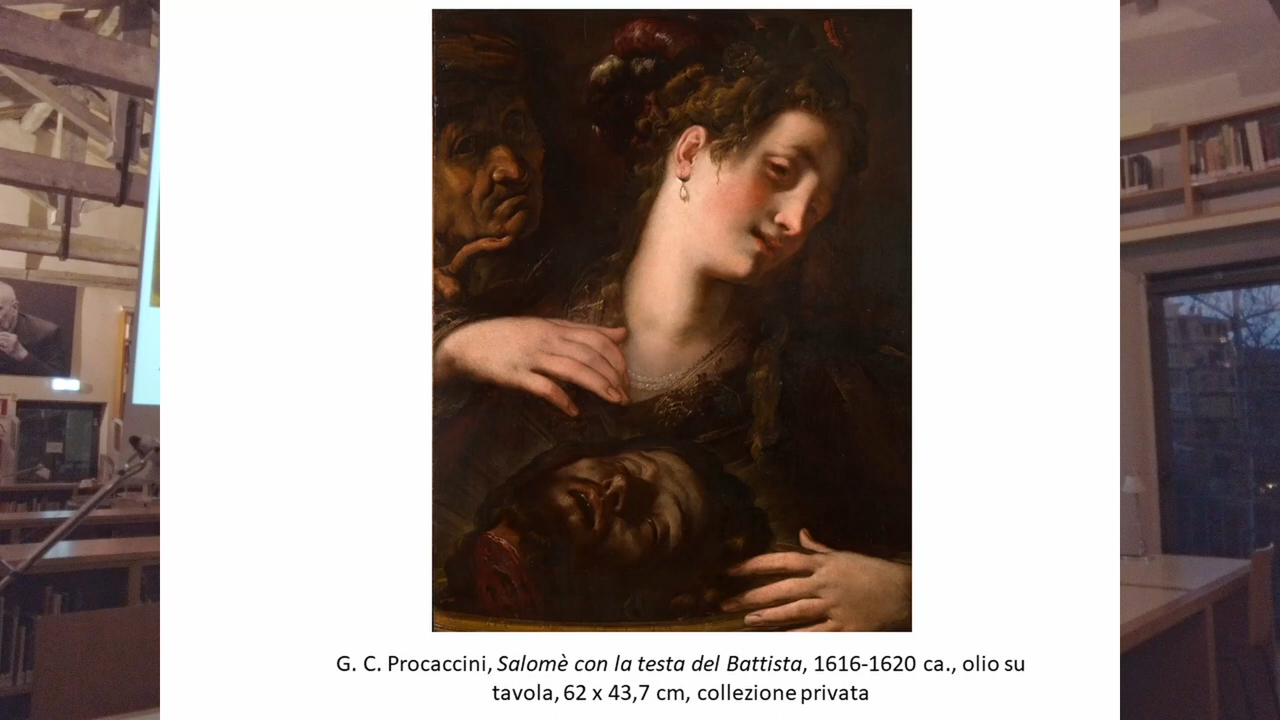 G. C. Procaccini, Salomè con la testa del Battista, 1616-1620 ca., olio su
tavola, 62 x 43,7 cm, collezione privata